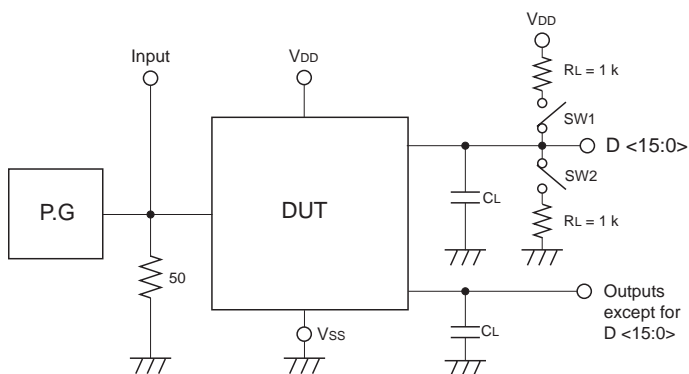 VDD
Input
VDD
RL = 1 k
SW1
D <15:0>
P.G
DUT
CL
SW2
RL = 1 k
50
Outputs
except for
D <15:0>
VSS
CL